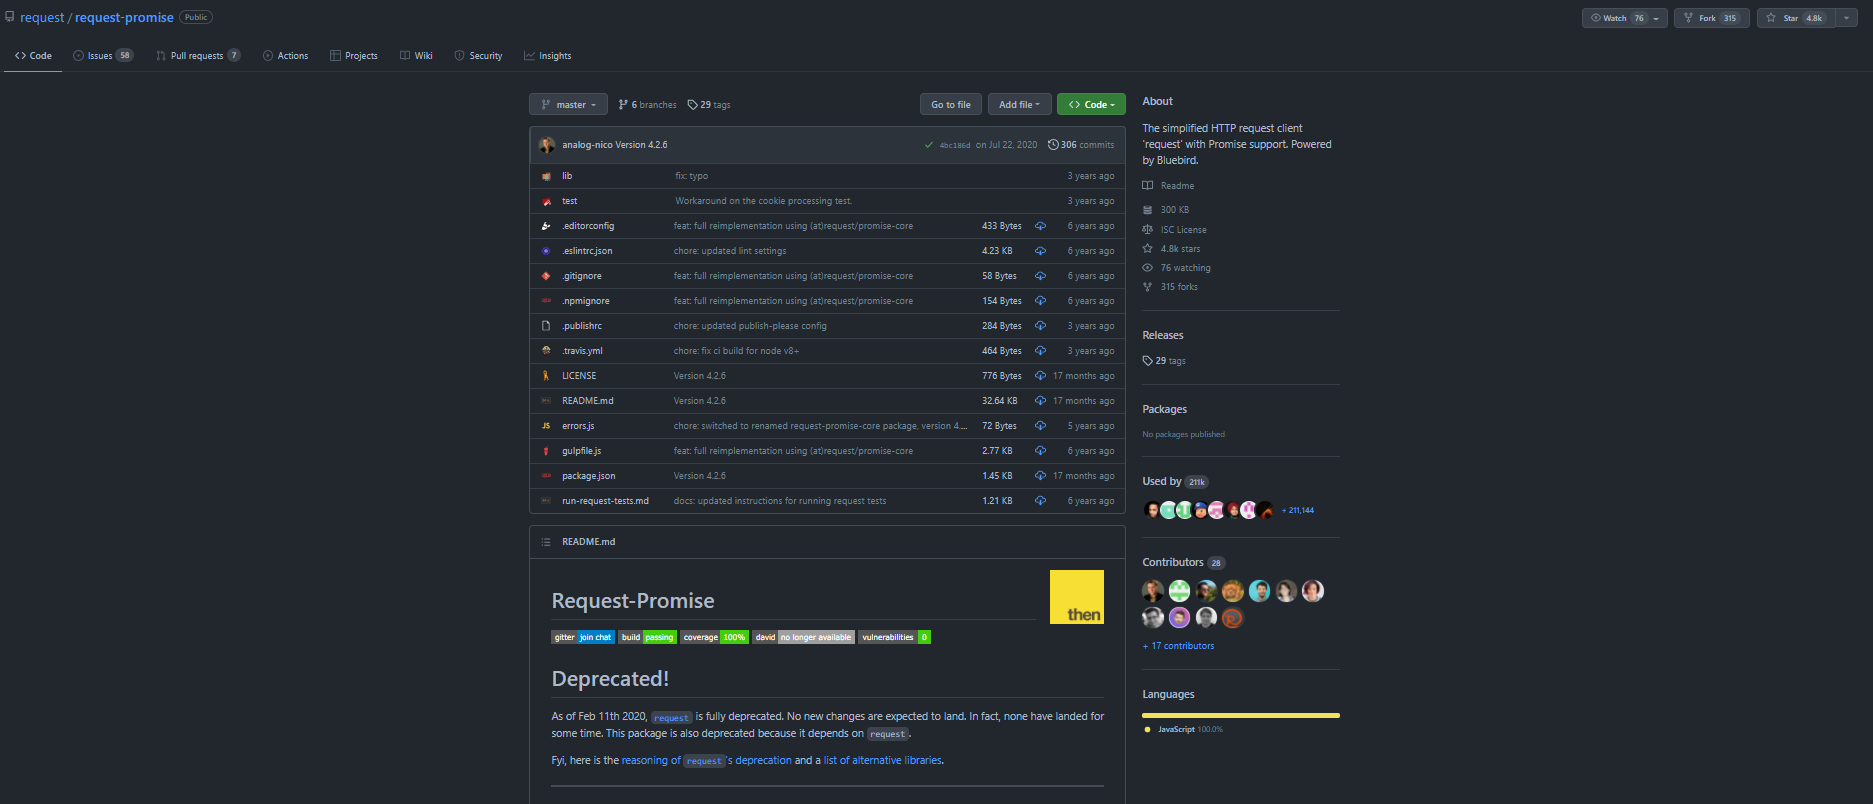 request / request-promise Public
Watch 76
Fork 315
Star 4.8k
Code
Issues 58
Pull requests 7
Actions
Projects
Wiki
Security
Insights
master
6 branches
29 tags
Go to file
Add file
Code
analog-nico Version 4.2.6 4bc186d on Jul 22, 2020 306 commits
lib fix: typo 3 years ago
test Workaround on the cookie processing test. 3 years ago
.editorconfig feat: full reimplementation using (at)request/promise-core 433 Bytes 6 years ago
.eslintrc.json chore: updated lint settings 4.23 KB 6 years ago
.gitignore feat: full reimplementation using (at)request/promise-core 58 Bytes 6 years ago
.npmignore feat: full reimplementation using (at)request/promise-core 154 Bytes 6 years ago
.publishrc chore: updated publish-please config 284 Bytes 3 years ago
.travis.yml chore: fix ci build for node v8+ 464 Bytes 3 years ago
LICENSE Version 4.2.6 776 Bytes 17 months ago
README.md Version 4.2.6 32.64 KB 17 months ago
JS errors.js chore: switched to renamed request-promise-core package, version 4.... 72 Bytes 5 years ago
gulpfile.js feat: full reimplementation using (at)request/promise-core 2.77 KB 6 years ago
package.json Version 4.2.6 1.45 KB 17 months ago
run-request-tests.md docs: updated instructions for running request tests 1.21 KB 6 years ago
README.md
Request-Promise
then
gitter join chat build passing coverage 100% david no longer available vulnerabilities 0
Deprecated!
As of Feb 11th 2020, request is fully deprecated. No new changes are expected to land. In fact, none have landed for
some time. This package is also deprecated because it depends on request.
Fyi, here is the reasoning of request's deprecation and a list of alternative libraries.
About
The simplified HTTP request client
'request' with Promise support. Powered
by Bluebird.
Readme
300 KB
ISC License
4.8k stars
76 watching
315 forks
Releases
29 tags
Packages
No packages published
Used by 211k
+ 211,144
Contributors 28
+ 17 contributors
Languages
JavaScript 100.0%